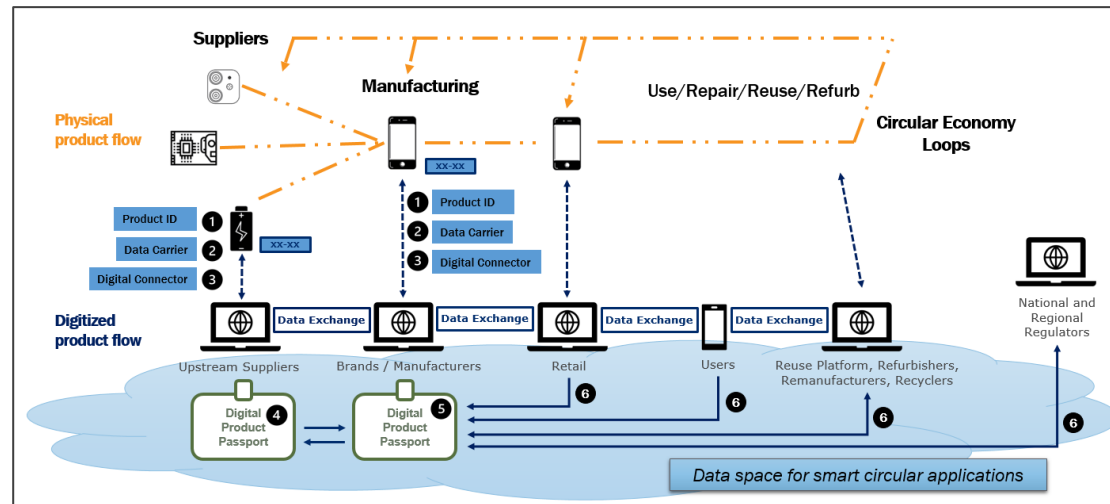 Suppliers
Manufacturing
Use/Repair/Reuse/Refurb
Physical
product flow
Circular Economy
Loops
xx-xx
1 Product ID
2 Data Carrier
3 Digital Connector
Product ID 1
Data Carrier 2
Digital Connector 3
xx-xx
Digitized
product flow
Data Exchange
Data Exchange
Data Exchange
Data Exchange
National and
Regional
Regulators
Upstream Suppliers
Brands / Manufacturers
Retail
Users
Reuse Platform, Refurbishers,
Remanufacturers, Recyclers
Digital
Product
Passport
4
Digital
Product
Passport
5
6
6
6
6
Data space for smart circular applications